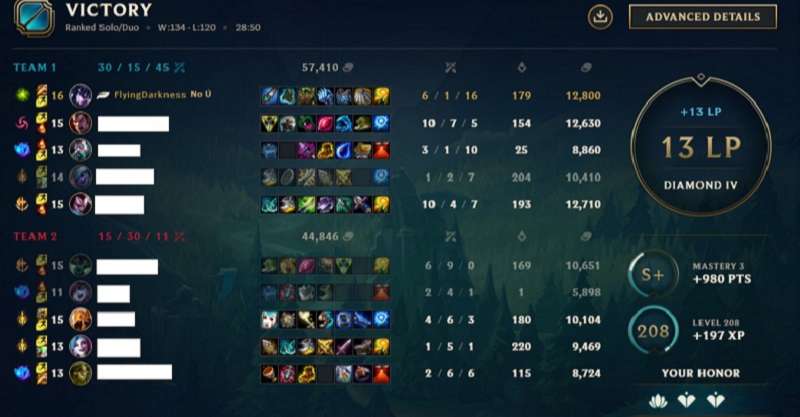 VICTORY
Ranked Solo/Duo • W:134 - L:120 • 28:50
ADVANCED DETAILS
TEAM 1 30 / 15 / 45 57,410
16 FlyingDarkness No Ü 6 / 1 / 16 179 12,800
15 10 / 7 / 5 154 12,630
13 3 / 1 / 10 25 8,860
14 1 / 2 / 7 204 10,410
15 10 / 4 / 7 193 12,710
TEAM 2 15 / 30 / 11 44,846
15 6 / 9 / 0 169 10,651
11 2 / 4 / 1 1 5,898
15 4 / 6 / 3 180 10,104
13 1 / 5 / 1 220 9,469
13 2 / 6 / 6 115 8,724
+13 LP
13 LP
DIAMOND IV
S+
MASTERY 3
+980 PTS
208
LEVEL 208
+197 XP
YOUR HONOR